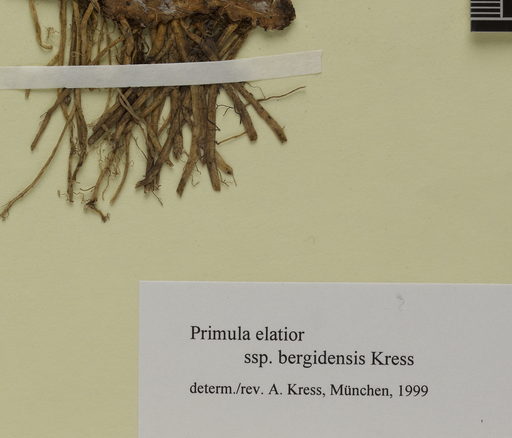 Primula elatior
ssp. bergidensis Kress
determ./rev. A. Kress, München, 1999